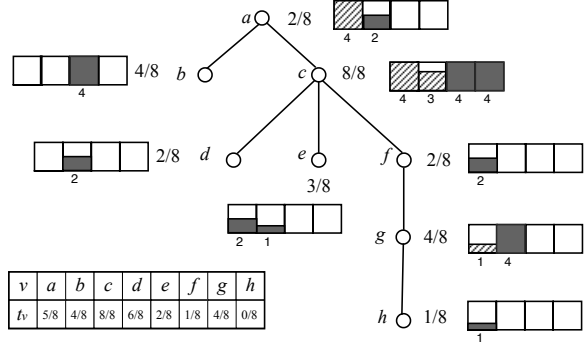 a 2/8
4 2
4/8 b
4
c 8/8
4 3 4 4
2/8 d
2
e
3/8
2 1
f 2/8
2
g 4/8
1 4
h 1/8
1
v a b c d e f g h
tv 5/8 4/8 8/8 6/8 2/8 1/8 4/8 0/8